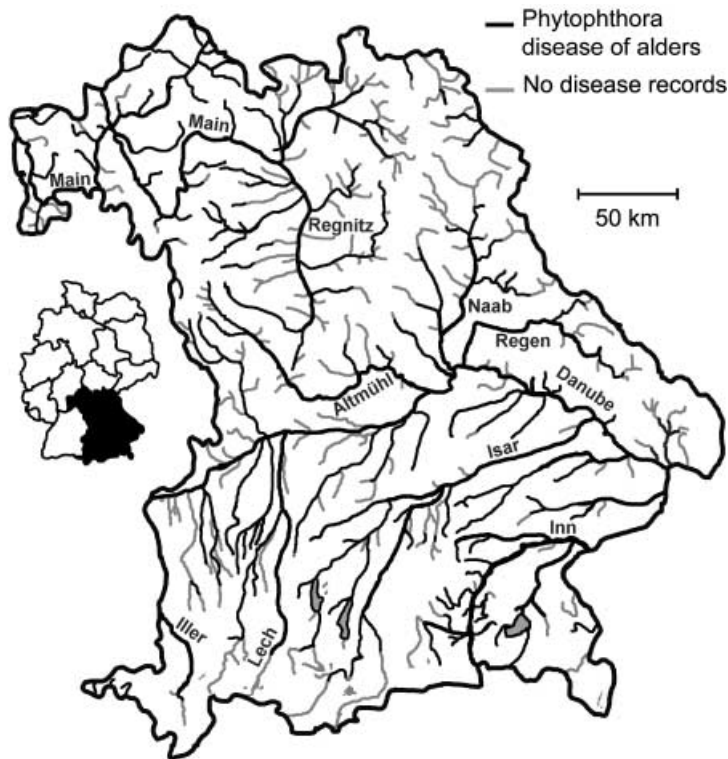 Phytophthora
disease of alders
No disease records
50 km
Main
Main
Regnitz
Naab
Regen
Danube
Altmühl
Isar
Inn
Iller
Lech